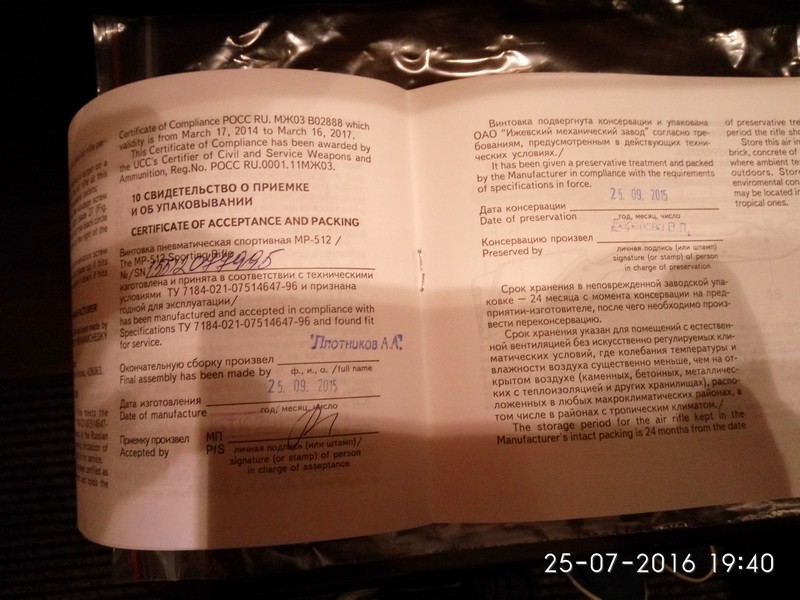 Certificate of Compliance РОСС RU. МЖ03 В02888 which
validity is from March 17, 2014 to March 16, 2017.
This Certificate of Compliance has been awarded by
the UCC's Certifier of Civil and Service Weapons and
Ammunition, Reg.No. РОСС RU.0001.11МЖ03.
10 СВИДЕТЕЛЬСТВО О ПРИЕМКЕ
И ОБ УПАКОВЫВАНИИ
CERTIFICATE OF ACCEPTANCE AND PACKING
Винтовка пневматическая спортивная МР-512 /
The MP-512 Sporting Rifle
№/SN
изготовлена и принята в соответствии с техническими
условиями ТУ 7184-021-07514647-96 и признана
годной для эксплуатации/
has been manufactured and accepted in compliance with
Specifications ТУ 7184-021-07514647-96 and found fit
for service.
"Плотников А.А."
Окончательную сборку произвел
Final assembly has been made by ф., и., о. /full name
25. 09. 2015
Дата изготовления
Date of manufacture год, месяц, число
Приемку произвел МП
Accepted by P/S личная подпись (или штамп)/
signature (or stamp) of person
in charge of asseptance
Винтовка подвергнута консервации и упакована
ОАО "Ижевский механический завод" согласно тре-
бованиям, предусмотренным в действующих техни-
ческих условиях./
It has been given a preservative treatment and packed
by the Manufacturer in compliance with the requirements
of specifications in force.
25. 09. 2015
Дата консервации
Date of preservation год, месяц, число
Консервацию произвел
Preserved by личная подпись (или штамп)
signature (or stamp) of person
in charge of preservation
Срок хранения в неповрежденной заводской упа-
ковке — 24 месяца с момента консервации на пред-
приятии-изготовителе, после чего необходимо произ-
вести переконсервацию.
Срок хранения указан для помещений с естествен-
ной вентиляцией без искусственно регулируемых кли-
матических условий, где колебания температуры и
влажности воздуха существенно меньше, чем на от-
крытом воздухе (каменных, бетонных, металличес-
ких с теплоизоляцией и других хранилищах), распо-
ложенных в любых макроклиматических районах, в
том числе в районах с тропическим климатом./
The storage period for the air rifle kept in the
Manufacturer's intact packing is 24 months from the date
of preservative
period the rifle
Store this air
brick, concrete or
where ambient
outdoors.
enviromental
may be located
tropical ones.
25-07-2016 19:40